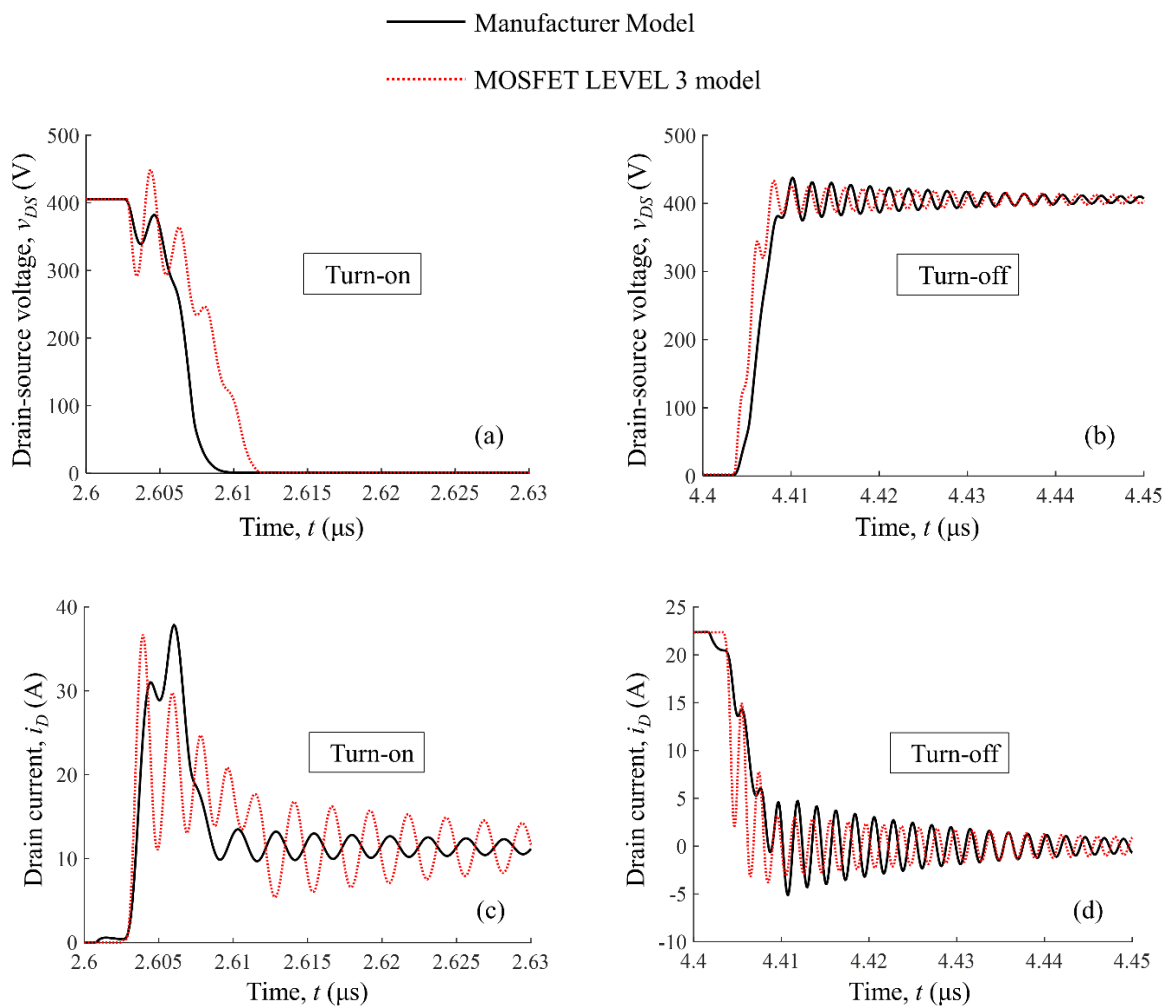 Manufacturer Model
MOSFET LEVEL 3 model
500
400
300
200
100
0
Drain-source voltage, v_DS (V)
Turn-on
(a)
2.6 2.605 2.61 2.615 2.62 2.625 2.63
Time, t (μs)
500
400
300
200
100
0
Drain-source voltage, v_DS (V)
Turn-off
(b)
4.4 4.41 4.42 4.43 4.44 4.45
Time, t (μs)
40
30
20
10
0
Drain current, i_D (A)
Turn-on
(c)
2.6 2.605 2.61 2.615 2.62 2.625 2.63
Time, t (μs)
25
20
15
10
5
0
-5
-10
Drain current, i_D (A)
Turn-off
(d)
4.4 4.41 4.42 4.43 4.44 4.45
Time, t (μs)